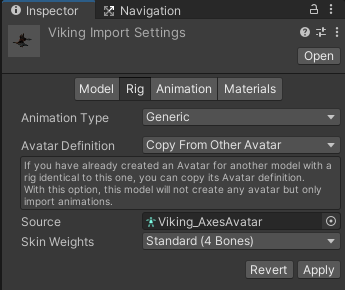 Inspector
Navigation
Viking Import Settings
Open
Model Rig Animation Materials
Animation Type Generic
Avatar Definition Copy From Other Avatar
If you have already created an Avatar for another model with a
rig identical to this one, you can copy its Avatar definition.
With this option, this model will not create any avatar but only
import animations.
Source Viking_AxesAvatar
Skin Weights Standard (4 Bones)
Revert Apply